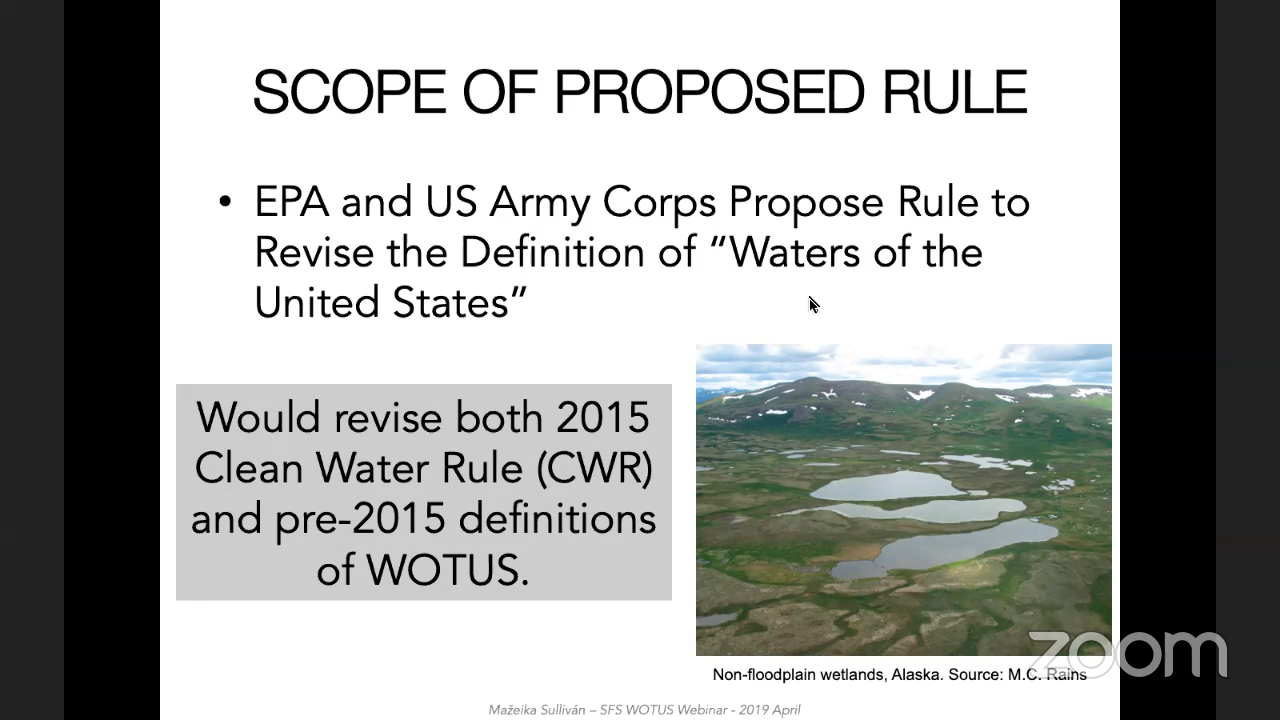 SCOPE OF PROPOSED RULE
• EPA and US Army Corps Propose Rule to
Revise the Definition of “Waters of the
United States”
Would revise both 2015
Clean Water Rule (CWR)
and pre-2015 definitions
of WOTUS.
zoom
Non-floodplain wetlands, Alaska. Source: M.C. Rains
Mažeika Sulliván – SFS WOTUS Webinar - 2019 April